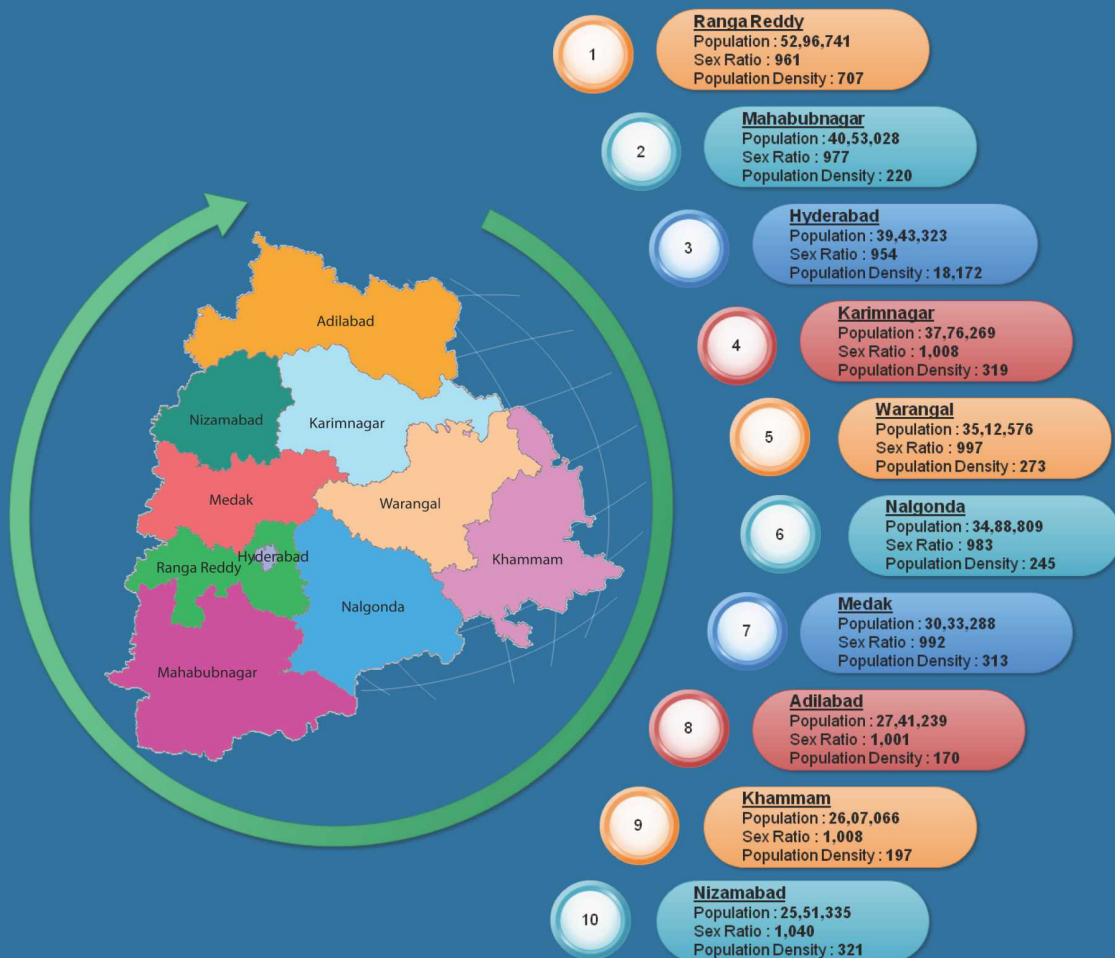 1
Ranga Reddy
Population : 52,96,741
Sex Ratio : 961
Population Density : 707
2
Mahabubnagar
Population : 40,53,028
Sex Ratio : 977
Population Density : 220
3
Hyderabad
Population : 39,43,323
Sex Ratio : 954
Population Density : 18,172
4
Karimnagar
Population : 37,76,269
Sex Ratio : 1,008
Population Density : 319
5
Warangal
Population : 35,12,576
Sex Ratio : 997
Population Density : 273
6
Nalgonda
Population : 34,88,809
Sex Ratio : 983
Population Density : 245
7
Medak
Population : 30,33,288
Sex Ratio : 992
Population Density : 313
8
Adilabad
Population : 27,41,239
Sex Ratio : 1,001
Population Density : 170
9
Khammam
Population : 26,07,066
Sex Ratio : 1,008
Population Density : 197
10
Nizamabad
Population : 25,51,335
Sex Ratio : 1,040
Population Density : 321
Adilabad
Nizamabad
Karimnagar
Medak
Warangal
Hyderabad
Ranga Reddy
Khammam
Nalgonda
Mahabubnagar